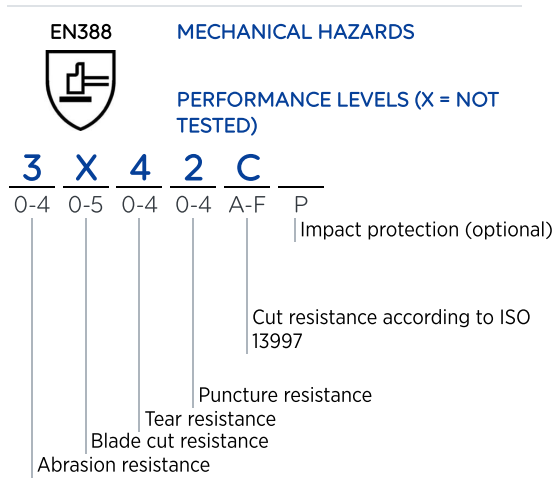 EN388
MECHANICAL HAZARDS
PERFORMANCE LEVELS (X = NOT
TESTED)
3 X 4 2 C
0-4 0-5 0-4 0-4 A-F P
Impact protection (optional)
Cut resistance according to ISO
13997
Puncture resistance
Tear resistance
Blade cut resistance
Abrasion resistance